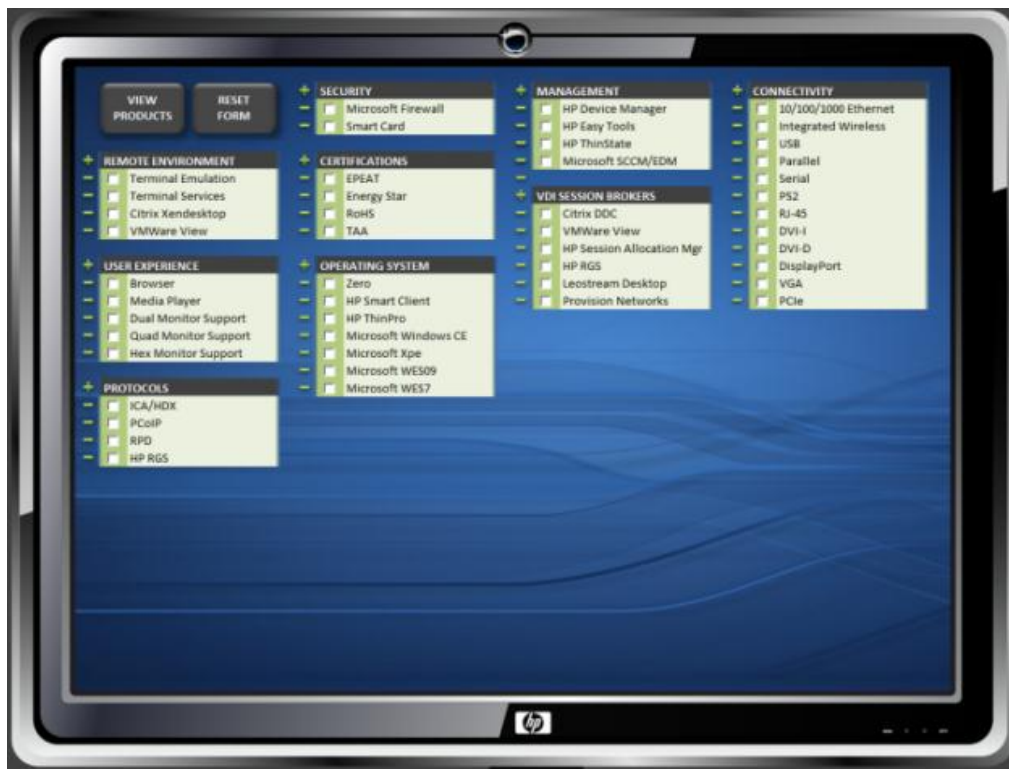 VIEW
PRODUCTS
RESET
FORM
REMOTE ENVIRONMENT
Terminal Emulation
Terminal Services
Citrix Xendesktop
VMWare View
USER EXPERIENCE
Browser
Media Player
Dual Monitor Support
Quad Monitor Support
Hex Monitor Support
PROTOCOLS
ICA/HDX
PCoIP
RPD
HP RGS
SECURITY
Microsoft Firewall
Smart Card
CERTIFICATIONS
EPEAT
Energy Star
RoHS
TAA
OPERATING SYSTEM
Zero
HP Smart Client
HP ThinPro
Microsoft Windows CE
Microsoft Xpe
Microsoft WES09
Microsoft WES7
MANAGEMENT
HP Device Manager
HP Easy Tools
HP ThinState
Microsoft SCCM/EDM
VDI SESSION BROKERS
Citrix DDC
VMWare View
HP Session Allocation Mgr
HP RGS
Leostream Desktop
Provision Networks
CONNECTIVITY
10/100/1000 Ethernet
Integrated Wireless
USB
Parallel
Serial
PS2
RJ-45
DVI-I
DVI-D
DisplayPort
VGA
PCIe
hp